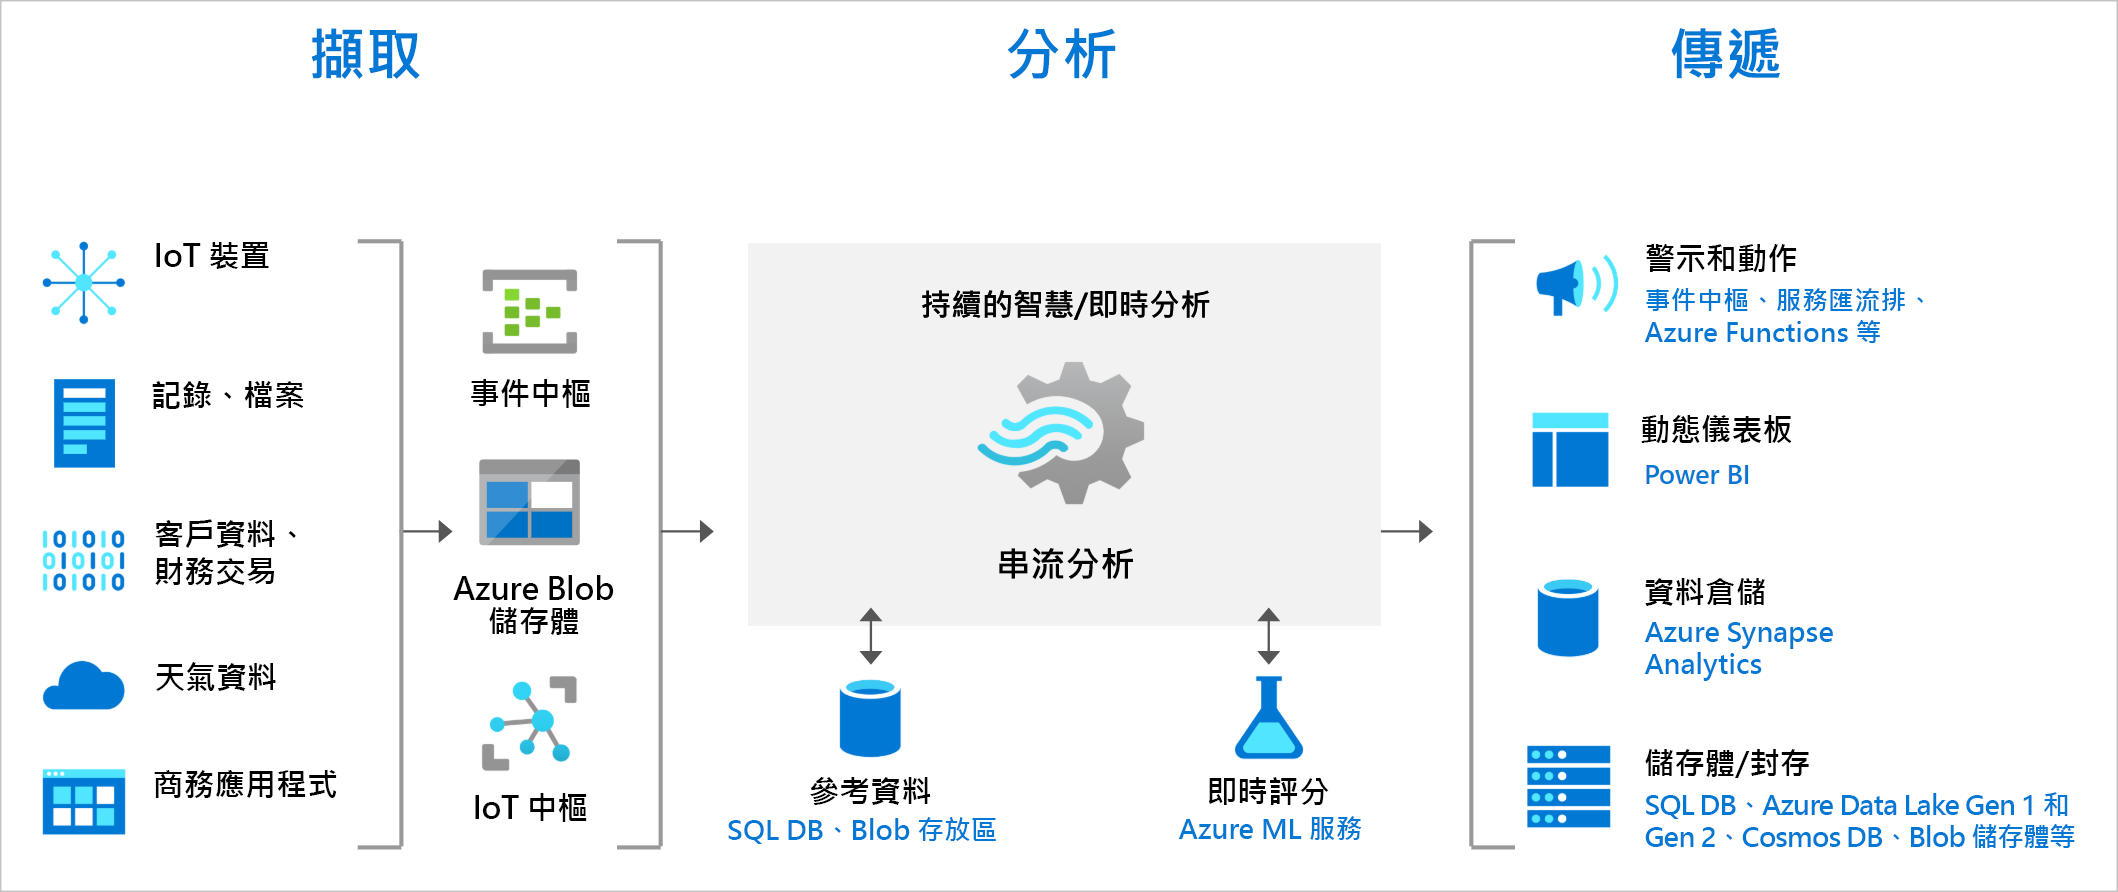 擷取
分析
傳遞
IoT 裝置
記錄、檔案
客戶資料、
財務交易
天氣資料
商務應用程式
事件中樞
Azure Blob
儲存體
IoT 中樞
持續的智慧/即時分析
串流分析
參考資料
SQL DB、Blob 存放區
即時評分
Azure ML 服務
警示和動作
事件中樞、服務匯流排、
Azure Functions 等
動態儀表板
Power BI
資料倉儲
Azure Synapse
Analytics
儲存體/封存
SQL DB、Azure Data Lake Gen 1 和
Gen 2、Cosmos DB、Blob 儲存體等